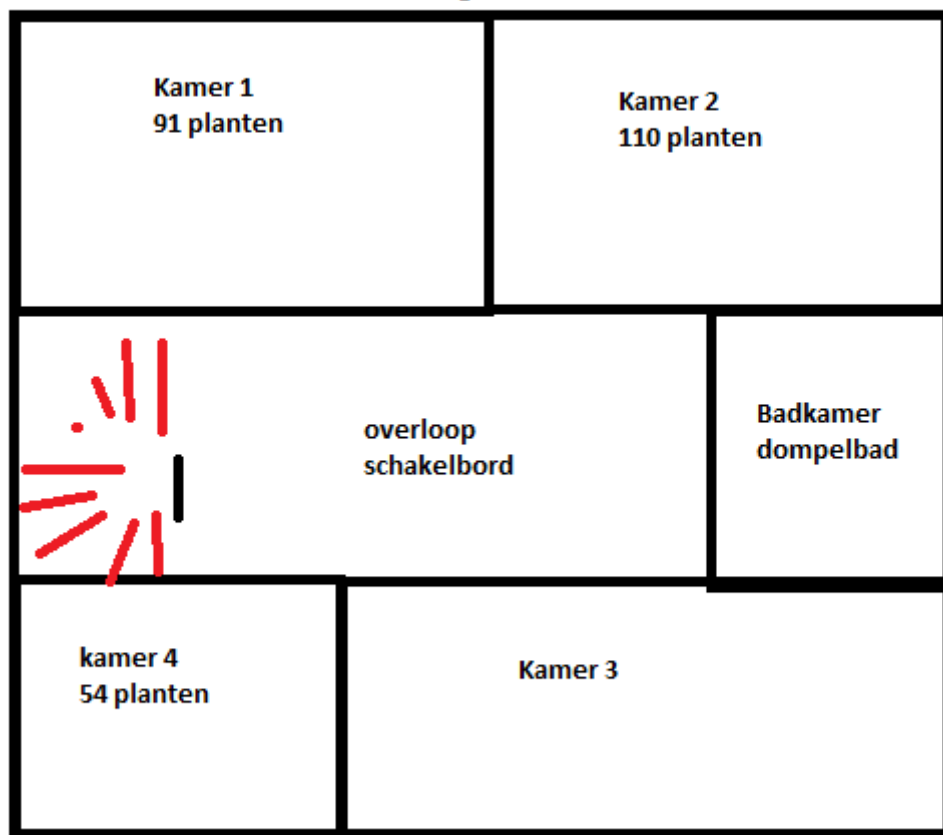 Kamer 1
91 planten
Kamer 2
110 planten
overloop
schakelbord
Badkamer
dompelbad
kamer 4
54 planten
Kamer 3